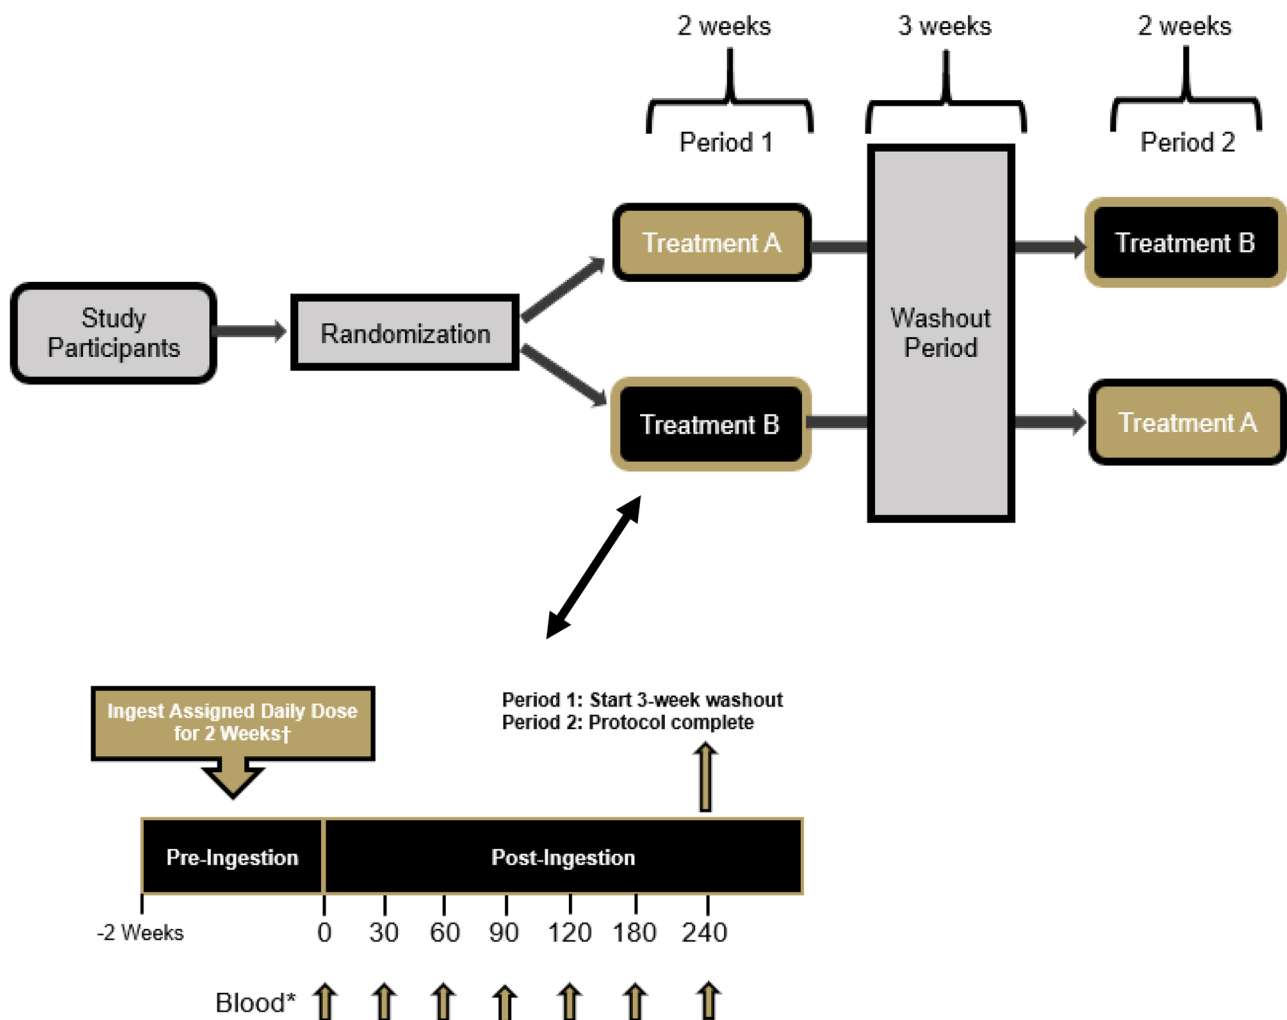 2 weeks
3 weeks
2 weeks
Period 1
Period 2
Treatment A
Treatment B
Study
Participants
Randomization
Washout
Period
Treatment B
Treatment A
Ingest Assigned Daily Dose
for 2 Weeks†
Period 1: Start 3-week washout
Period 2: Protocol complete
Pre-Ingestion
Post-Ingestion
-2 Weeks
0
30
60
90
120
180
240
Blood*